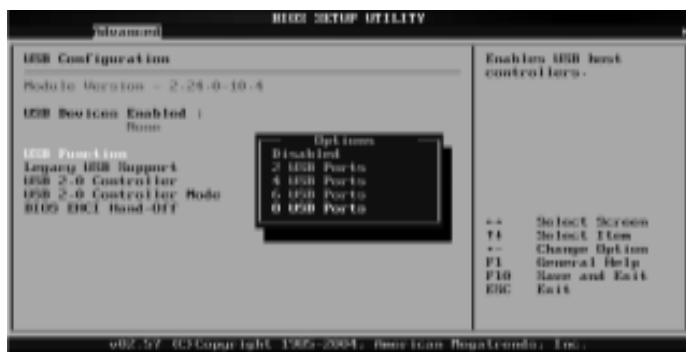 BIOS SETUP UTILITY
Advanced
USB Configuration
Module Version - 2.24.0-10.4
USB Devices Enabled :
None
USB Function
Legacy USB Support
USB 2.0 Controller
USB 2.0 Controller Mode
BIOS EHCI Hand-Off
Options
Disabled
2 USB Ports
4 USB Ports
6 USB Ports
8 USB Ports
Enables USB host
controllers.
Select Screen
↑↓ Select Item
+- Change Option
F1 General Help
F10 Save and Exit
ESC Exit
v02.57 (C)Copyright 1985-2004, American Megatrends, Inc.